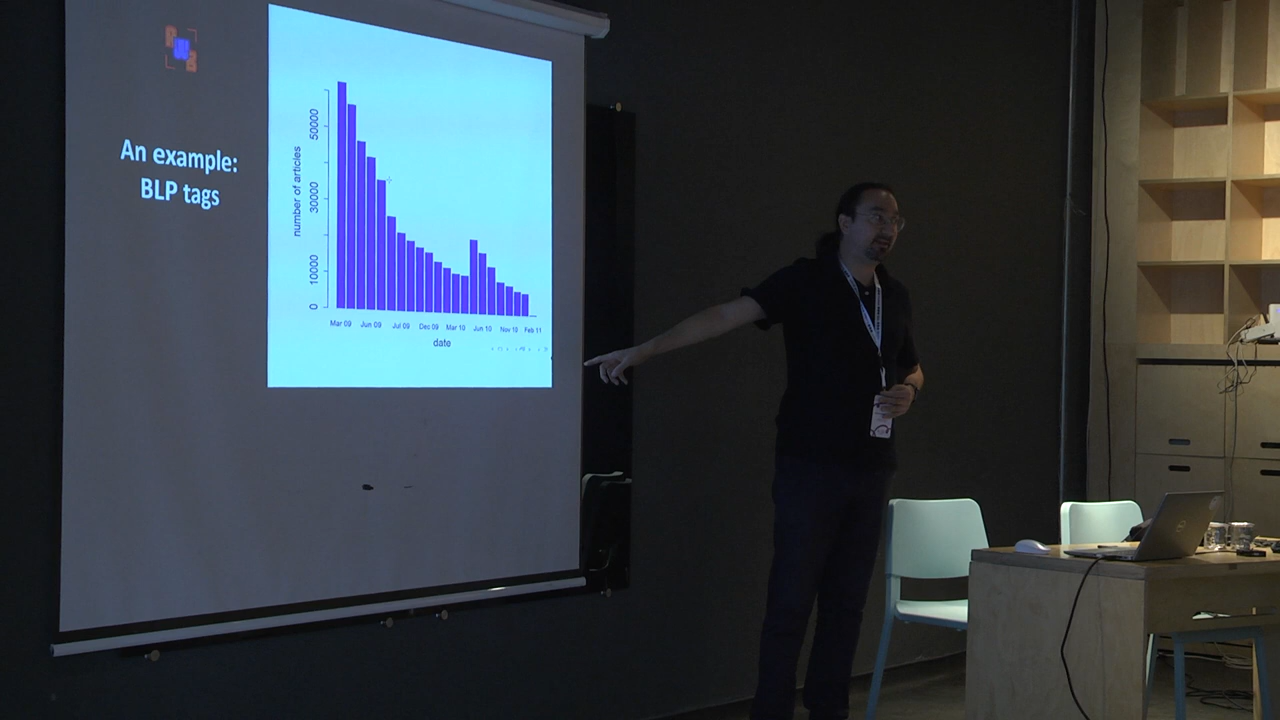 An example:
BLP tags
number of articles
50000
30000
10000
0
Mar 09 Jun 09 Jul 09 Dec 09 Mar 10 Jun 10 Nov 10 Feb 11
date